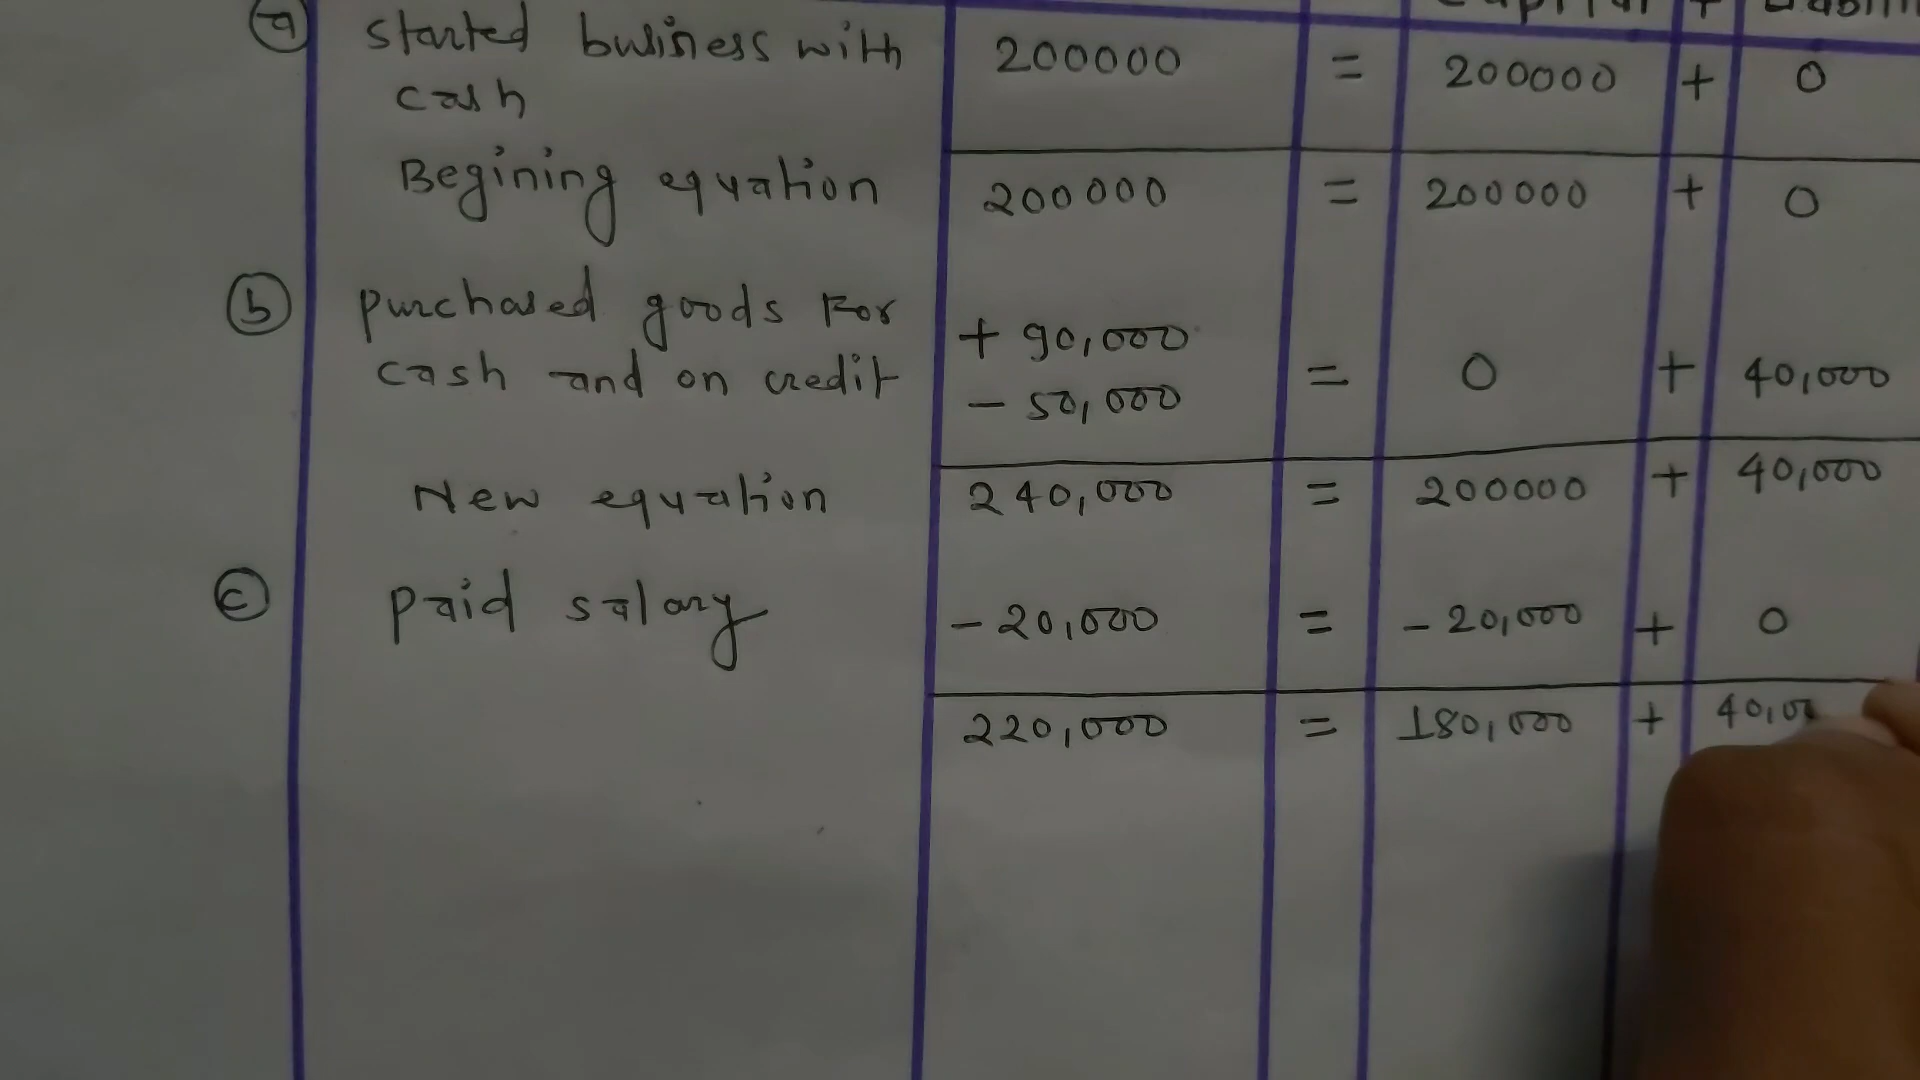 a started business with 200000 = 200000 + 0
cash
Begining equation 200000 = 200000 + 0
b purchased goods For + 90,000
cash and on credit - 50,000 = 0 + 40,000
New equation 240,000 = 200000 + 40,000
c paid salary - 20,000 = - 20,000 + 0
220,000 = 180,000 + 40,00